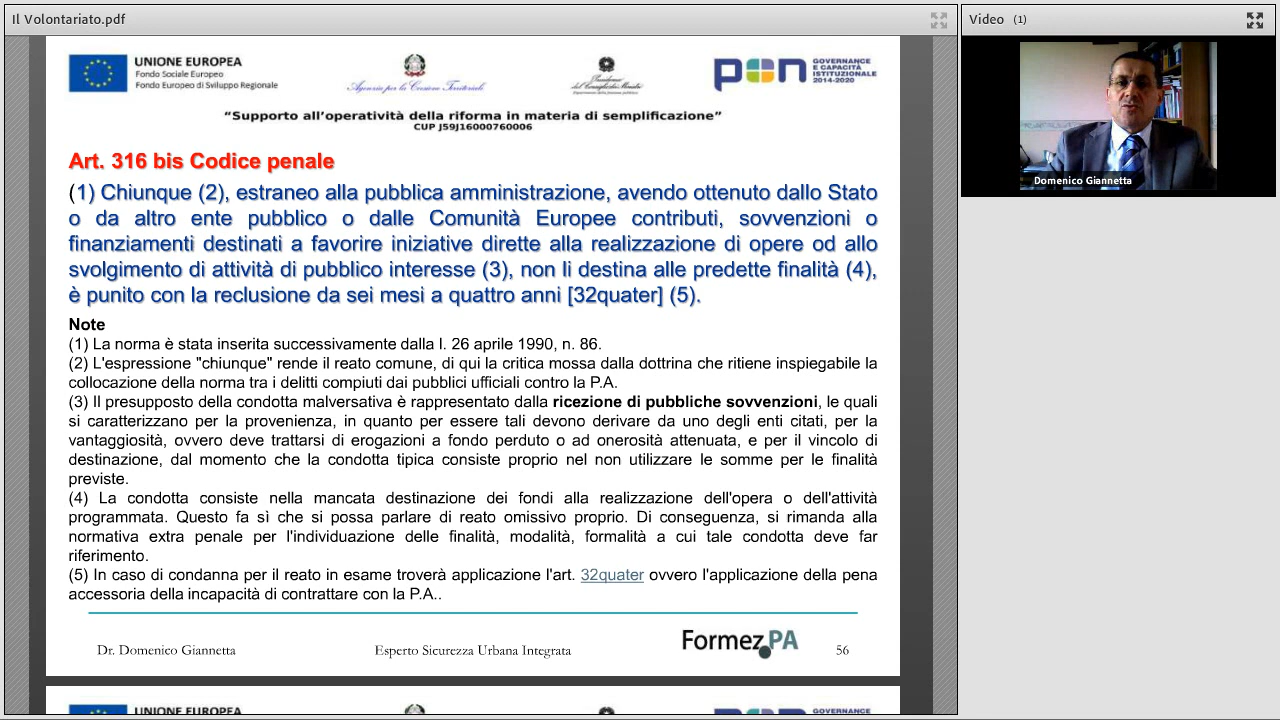 Il Volontariato.pdf
Video (1)
UNIONE EUROPEA
Fondo Sociale Europeo
Fondo Europeo di Sviluppo Regionale
Agenzia per la Coesione Territoriale
pon GOVERNANCE
E CAPACITÀ
ISTITUZIONALE
2014-2020
“Supporto all’operatività della riforma in materia di semplificazione”
CUP J59J16000760006
Domenico Giannetta
Art. 316 bis Codice penale
(1) Chiunque (2), estraneo alla pubblica amministrazione, avendo ottenuto dallo Stato
o da altro ente pubblico o dalle Comunità Europee contributi, sovvenzioni o
finanziamenti destinati a favorire iniziative dirette alla realizzazione di opere od allo
svolgimento di attività di pubblico interesse (3), non li destina alle predette finalità (4),
è punito con la reclusione da sei mesi a quattro anni [32quater] (5).
Note
(1) La norma è stata inserita successivamente dalla l. 26 aprile 1990, n. 86.
(2) L'espressione "chiunque" rende il reato comune, di qui la critica mossa dalla dottrina che ritiene inspiegabile la
collocazione della norma tra i delitti compiuti dai pubblici ufficiali contro la P.A.
(3) Il presupposto della condotta malversativa è rappresentato dalla ricezione di pubbliche sovvenzioni, le quali
si caratterizzano per la provenienza, in quanto per essere tali devono derivare da uno degli enti citati, per la
vantaggiosità, ovvero deve trattarsi di erogazioni a fondo perduto o ad onerosità attenuata, e per il vincolo di
destinazione, dal momento che la condotta tipica consiste proprio nel non utilizzare le somme per le finalità
previste.
(4) La condotta consiste nella mancata destinazione dei fondi alla realizzazione dell'opera o dell'attività
programmata. Questo fa sì che si possa parlare di reato omissivo proprio. Di conseguenza, si rimanda alla
normativa extra penale per l'individuazione delle finalità, modalità, formalità a cui tale condotta deve far
riferimento.
(5) In caso di condanna per il reato in esame troverà applicazione l'art. 32quater ovvero l'applicazione della pena
accessoria della incapacità di contrattare con la P.A..
Dr. Domenico Giannetta
Esperto Sicurezza Urbana Integrata
Formez PA
56
UNIONE EUROPEA
GOVERNANCE